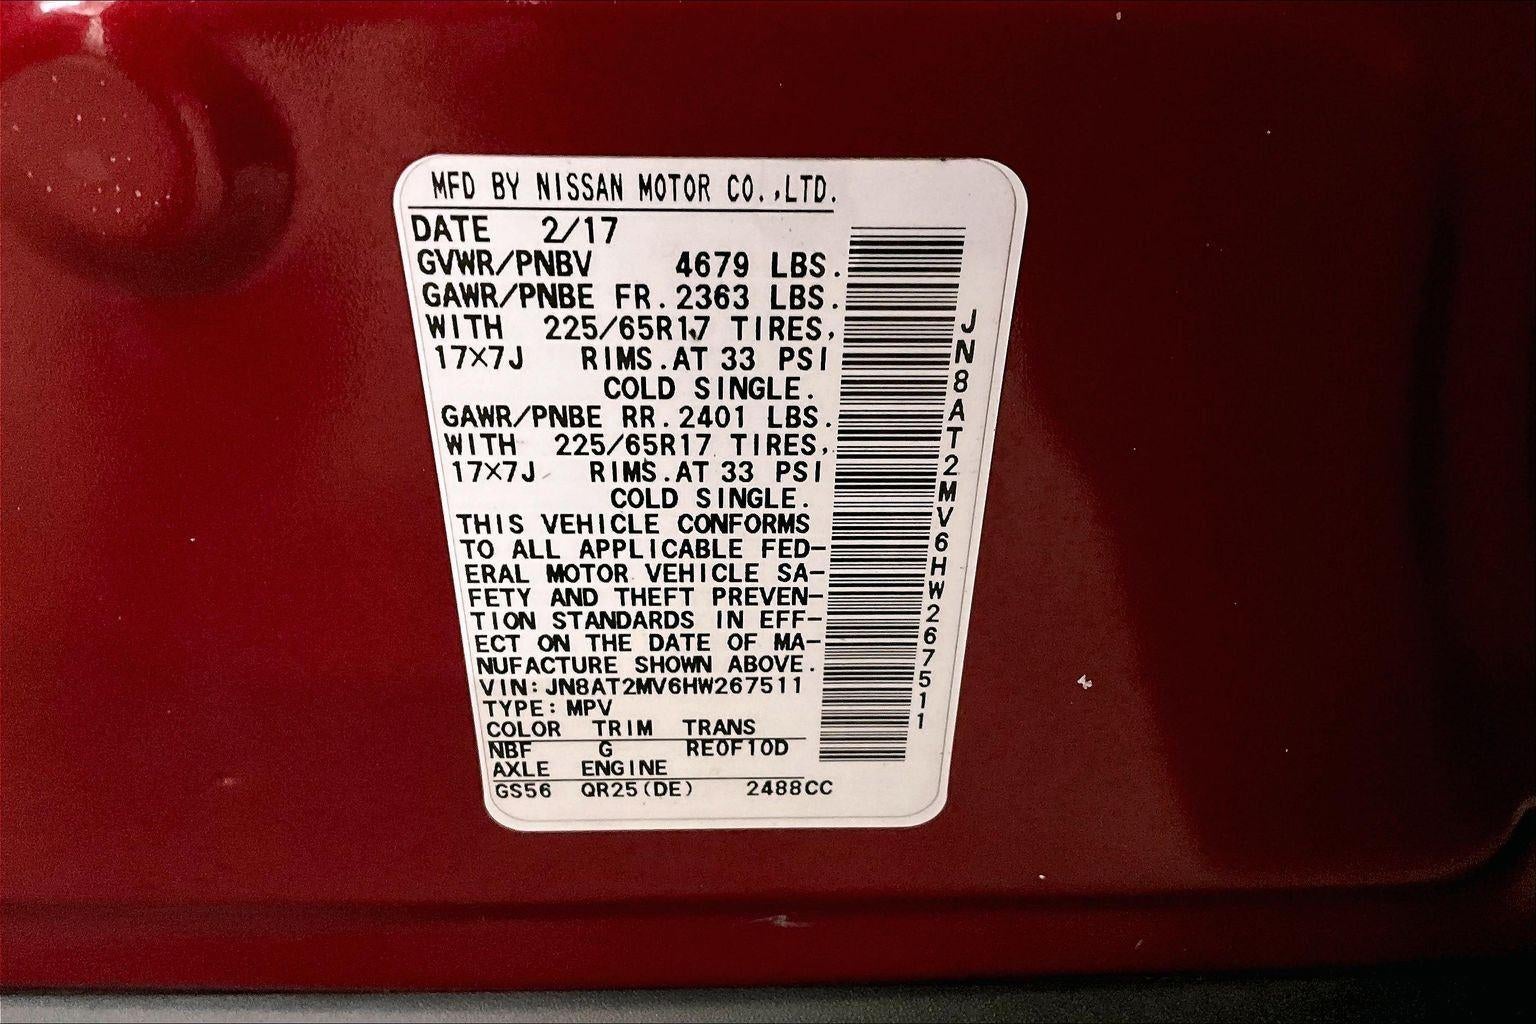 MFD BY NISSAN MOTOR CO.,LTD.
DATE 2/17
GVWR/PNBV 4679 LBS.
GAWR/PNBE FR. 2363 LBS.
WITH 225/65R17 TIRES,
17X7J RIMS.AT 33 PSI
COLD SINGLE.
GAWR/PNBE RR. 2401 LBS.
WITH 225/65R17 TIRES,
17X7J RIMS.AT 33 PSI
COLD SINGLE.
THIS VEHICLE CONFORMS
TO ALL APPLICABLE FED-
ERAL MOTOR VEHICLE SA-
FETY AND THEFT PREVEN-
TION STANDARDS IN EFF-
ECT ON THE DATE OF MA-
NUFACTURE SHOWN ABOVE.
VIN: JN8AT2MV6HW267511
TYPE: MPV
COLOR TRIM TRANS
NBF G RE0F10D
AXLE ENGINE
GS56 QR25(DE) 2488CC
JN8AT2MV6HW267511